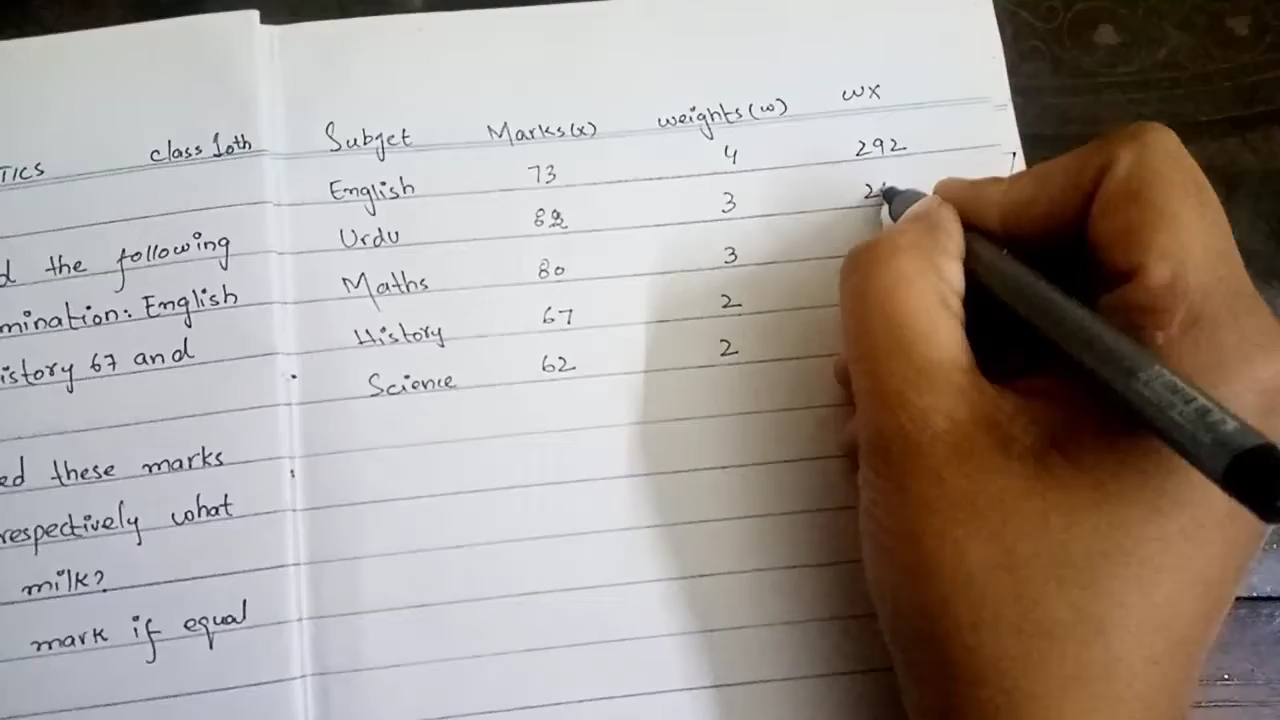 TICS class 10th
d the following
mination: English
istory 67 and
ed these marks
respectively what
milk?
mark if equal
Subjet Marks(x) weights(w) wx
English 73 4 292
Urdu 82 3
Maths 80 3
History 67 2
Science 62 2